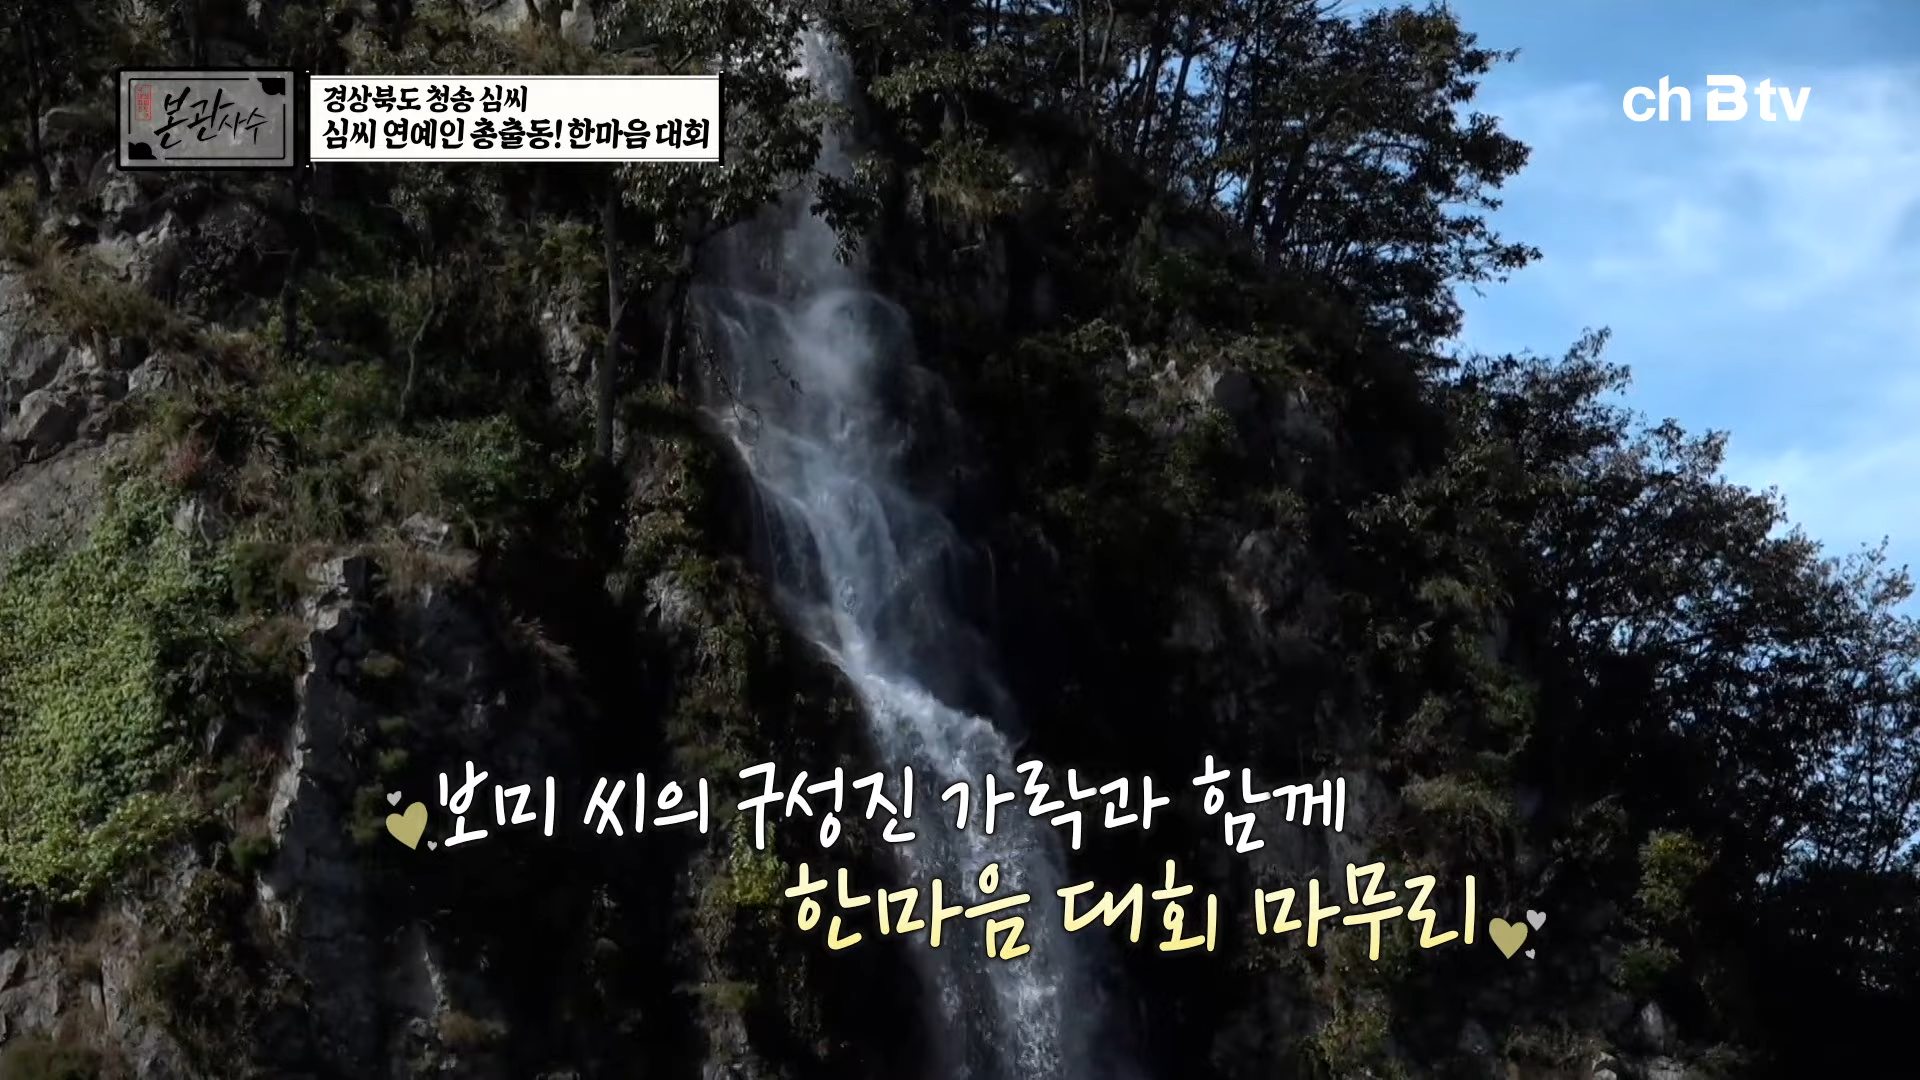 본관사수
경상북도 청송 심씨
심씨 연예인 총출동! 한마음 대회
ch B tv
보미 씨의 구성진 가락과 함께
한마음 대회 마무리